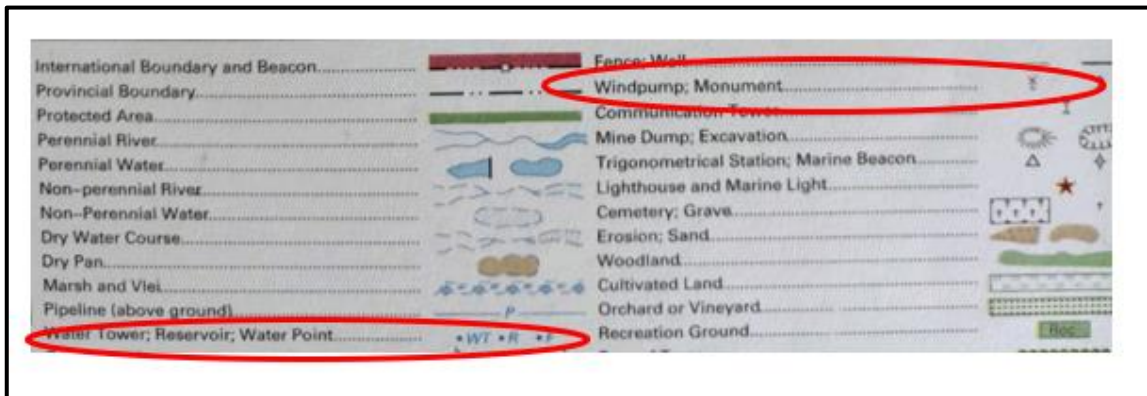 International Boundary and Beacon
Provincial Boundary
Protected Area
Perennial River
Perennial Water
Non-perennial River
Non-Perennial Water
Dry Water Course
Dry Pan
Marsh and Vlei
Pipeline (above ground) P
Water Tower; Reservoir; Water Point WT R
Fence; Wall
Windpump; Monument
Communication Tower
Mine Dump; Excavation
Trigonometrical Station; Marine Beacon
Lighthouse and Marine Light
Cemetery; Grave
Erosion; Sand
Woodland
Cultivated Land
Orchard or Vineyard
Recreation Ground Rec